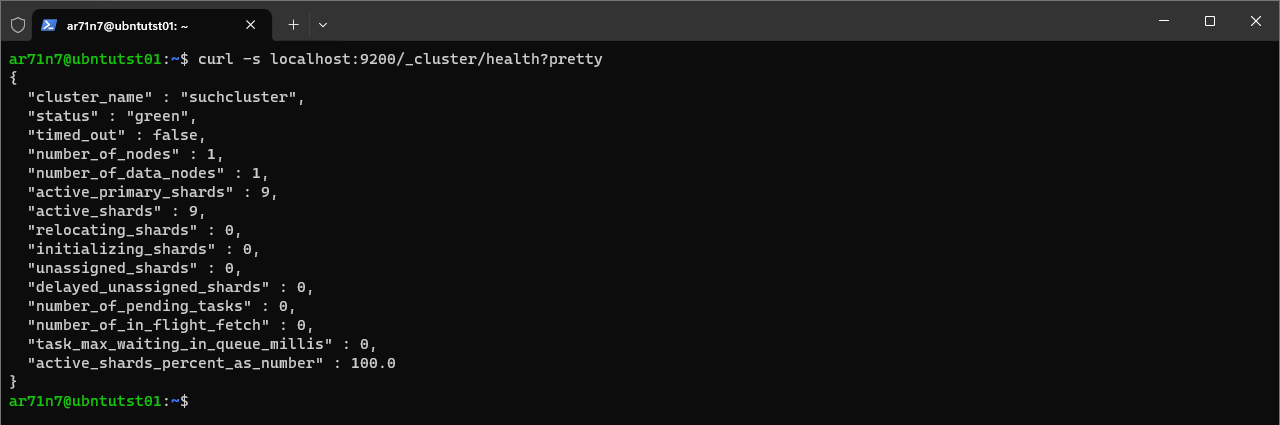 ar71n7@ubntutst01: ~
ar71n7@ubntutst01:~$ curl -s localhost:9200/_cluster/health?pretty
{
  "cluster_name" : "suchcluster",
  "status" : "green",
  "timed_out" : false,
  "number_of_nodes" : 1,
  "number_of_data_nodes" : 1,
  "active_primary_shards" : 9,
  "active_shards" : 9,
  "relocating_shards" : 0,
  "initializing_shards" : 0,
  "unassigned_shards" : 0,
  "delayed_unassigned_shards" : 0,
  "number_of_pending_tasks" : 0,
  "number_of_in_flight_fetch" : 0,
  "task_max_waiting_in_queue_millis" : 0,
  "active_shards_percent_as_number" : 100.0
}
ar71n7@ubntutst01:~$